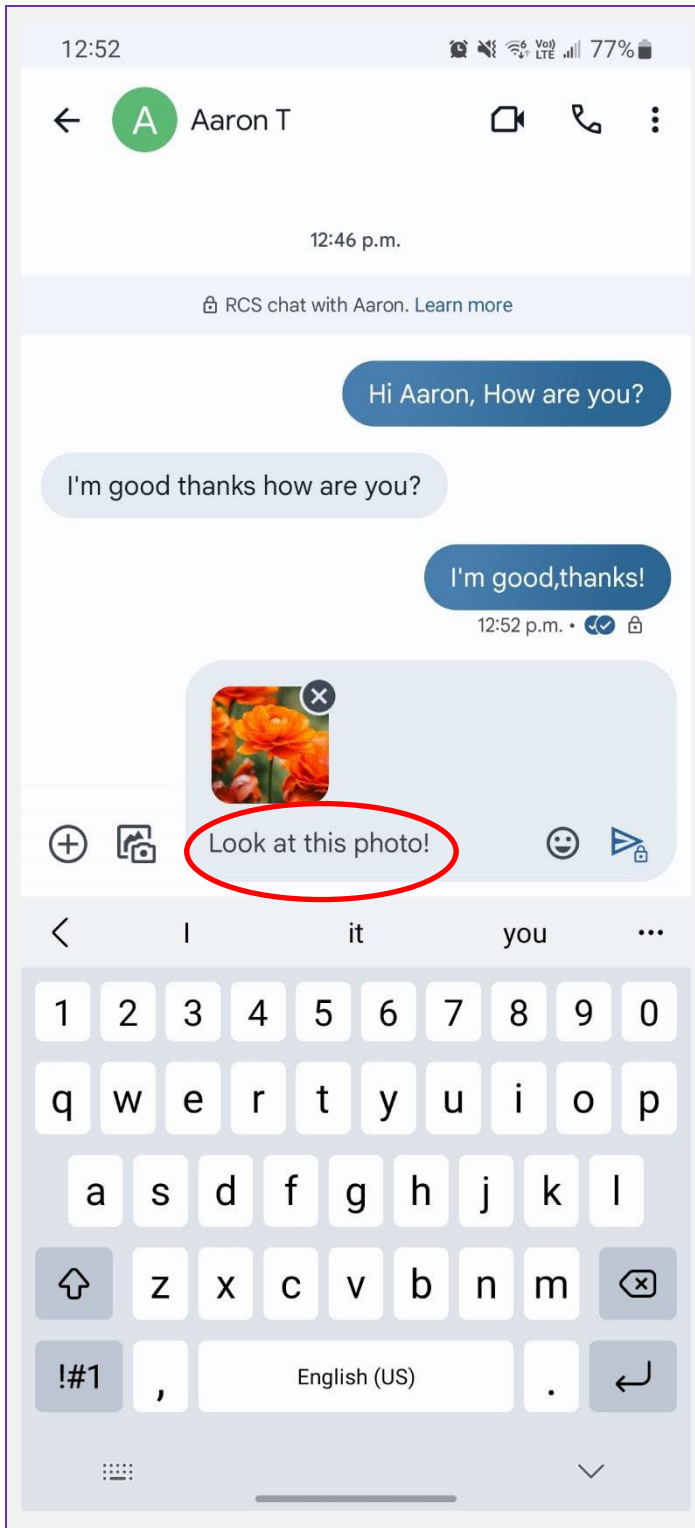 12:52 Vo)) LTE 77%
A Aaron T
12:46 p.m.
RCS chat with Aaron. Learn more
Hi Aaron, How are you?
I'm good thanks how are you?
I'm good,thanks!
12:52 p.m. •
Look at this photo!
I it you
1 2 3 4 5 6 7 8 9 0
q w e r t y u i o p
a s d f g h j k l
z x c v b n m
!#1 , English (US) .